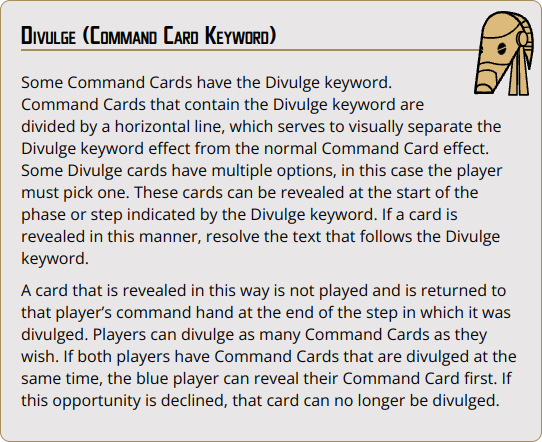 Divulge (Command Card Keyword)
Some Command Cards have the Divulge keyword.
Command Cards that contain the Divulge keyword are
divided by a horizontal line, which serves to visually separate the
Divulge keyword effect from the normal Command Card effect.
Some Divulge cards have multiple options, in this case the player
must pick one. These cards can be revealed at the start of the
phase or step indicated by the Divulge keyword. If a card is
revealed in this manner, resolve the text that follows the Divulge
keyword.
A card that is revealed in this way is not played and is returned to
that player's command hand at the end of the step in which it was
divulged. Players can divulge as many Command Cards as they
wish. If both players have Command Cards that are divulged at the
same time, the blue player can reveal their Command Card first. If
this opportunity is declined, that card can no longer be divulged.